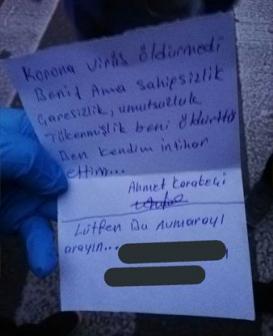 Korona virüs öldürmedi
Beni! Ama sahipsizlik
Çaresizlik, umutsuzluk
Tükenmişlik beni öldürttü
Ben kendim intihar
ettim...
Ahmet
Lütfen Bu numarayı
arayın...